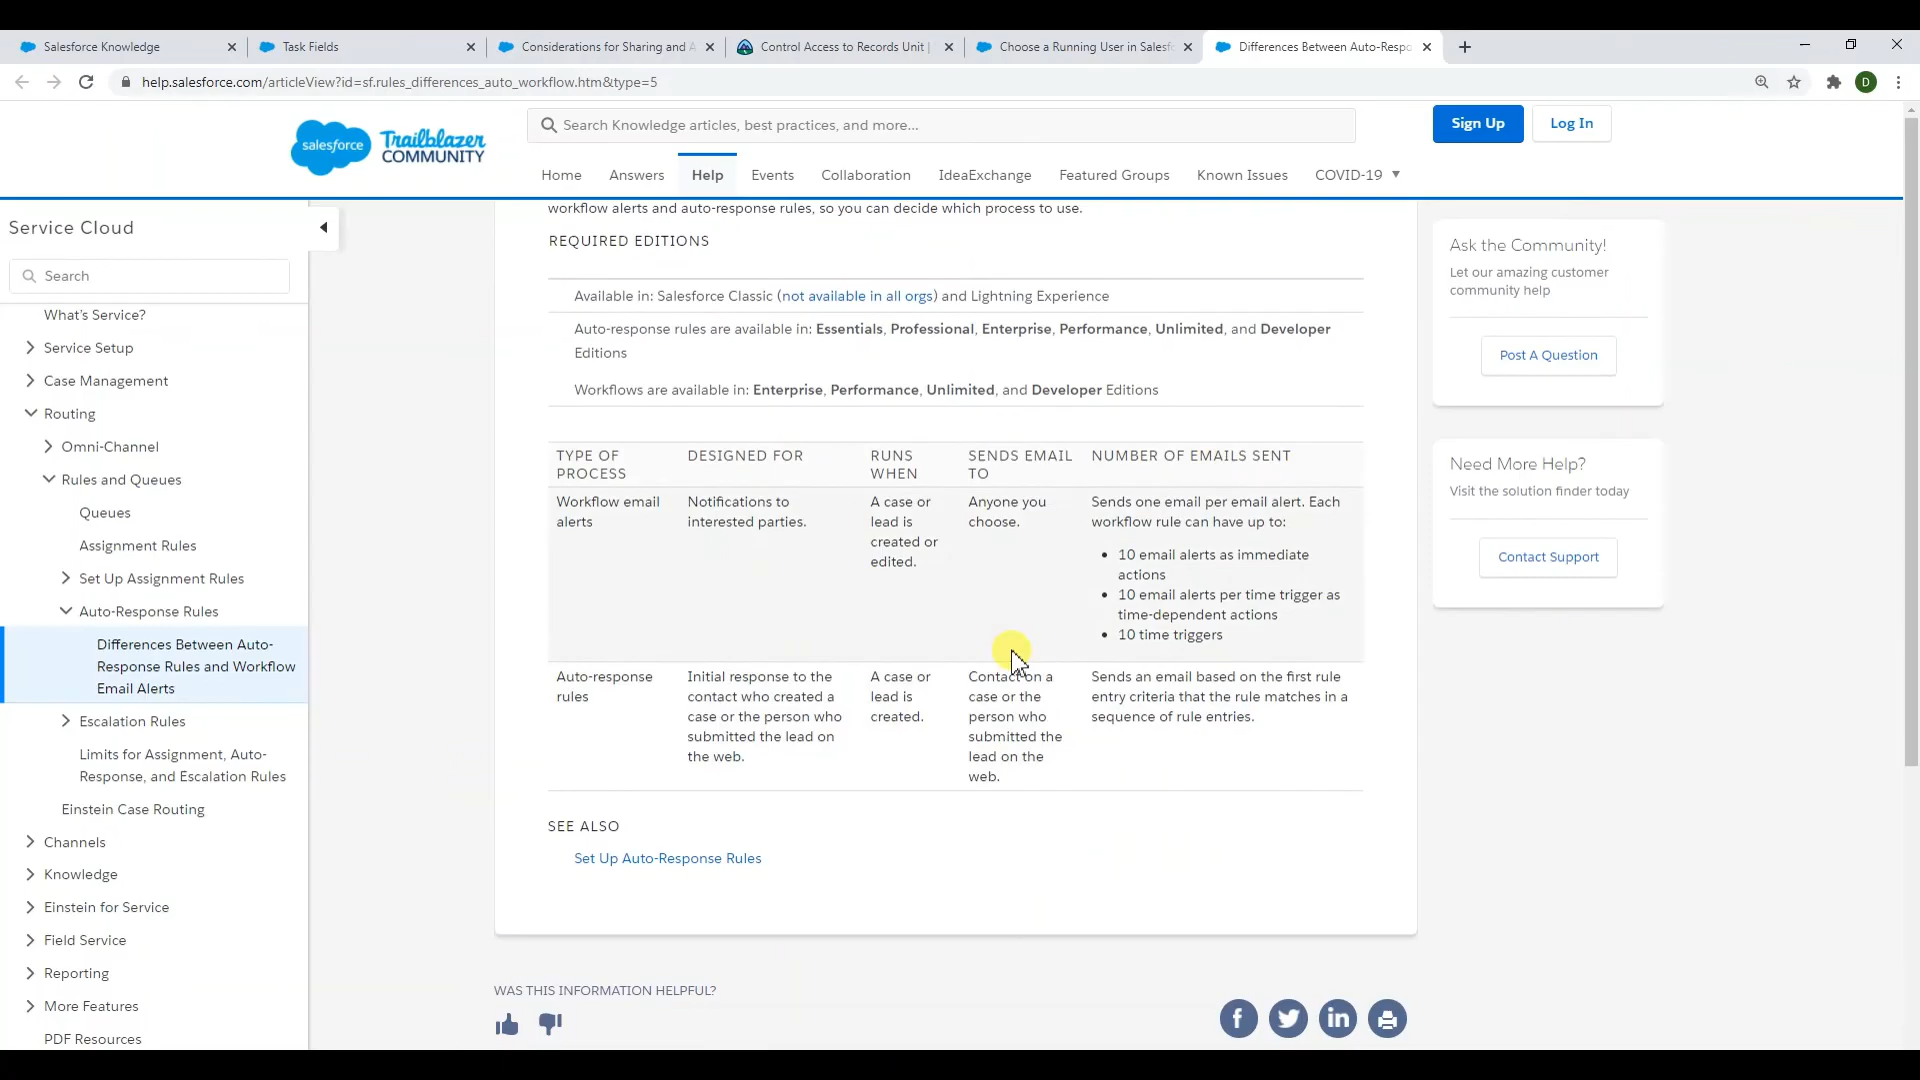 Salesforce Knowledge
Task Fields
Considerations for Sharing and A
Control Access to Records Unit |
Choose a Running User in Salesf
Differences Between Auto-Respo
help.salesforce.com/articleView?id=sf.rules_differences_auto_workflow.htm&type=5
D
salesforce
Trailblazer
COMMUNITY
Search Knowledge articles, best practices, and more...
Sign Up
Log In
Home
Answers
Help
Events
Collaboration
IdeaExchange
Featured Groups
Known Issues
COVID-19
Service Cloud
Search
What's Service?
Service Setup
Case Management
Routing
Omni-Channel
Rules and Queues
Queues
Assignment Rules
Set Up Assignment Rules
Auto-Response Rules
Differences Between Auto-
Response Rules and Workflow
Email Alerts
Escalation Rules
Limits for Assignment, Auto-
Response, and Escalation Rules
Einstein Case Routing
Channels
Knowledge
Einstein for Service
Field Service
Reporting
More Features
PDF Resources
workflow alerts and auto-response rules, so you can decide which process to use.
REQUIRED EDITIONS
Available in: Salesforce Classic (not available in all orgs) and Lightning Experience
Auto-response rules are available in: Essentials, Professional, Enterprise, Performance, Unlimited, and Developer
Editions
Workflows are available in: Enterprise, Performance, Unlimited, and Developer Editions
TYPE OF
PROCESS
DESIGNED FOR
RUNS
WHEN
SENDS EMAIL
TO
NUMBER OF EMAILS SENT
Workflow email
alerts
Notifications to
interested parties.
A case or
lead is
created or
edited.
Anyone you
choose.
Sends one email per email alert. Each
workflow rule can have up to:
• 10 email alerts as immediate
actions
• 10 email alerts per time trigger as
time-dependent actions
• 10 time triggers
Auto-response
rules
Initial response to the
contact who created a
case or the person who
submitted the lead on
the web.
A case or
lead is
created.
Contact on a
case or the
person who
submitted the
lead on the
web.
Sends an email based on the first rule
entry criteria that the rule matches in a
sequence of rule entries.
SEE ALSO
Set Up Auto-Response Rules
WAS THIS INFORMATION HELPFUL?
Ask the Community!
Let our amazing customer
community help
Post A Question
Need More Help?
Visit the solution finder today
Contact Support